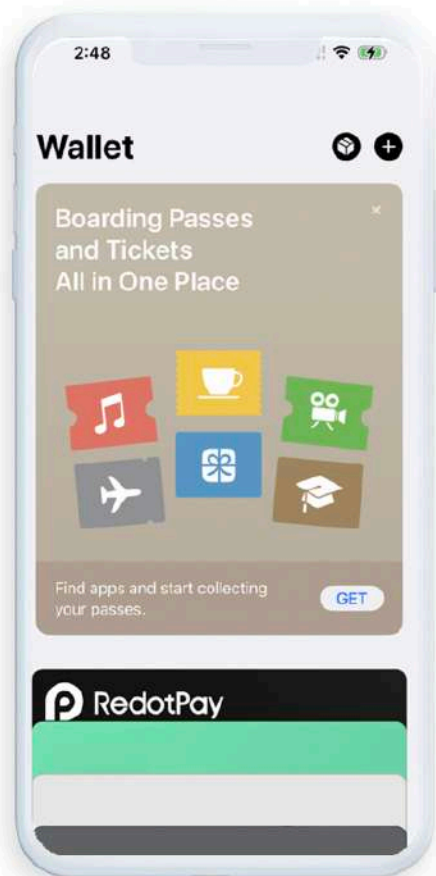 2:48
Wallet
Boarding Passes
and Tickets
All in One Place
Find apps and start collecting
your passes.
GET
RedotPay